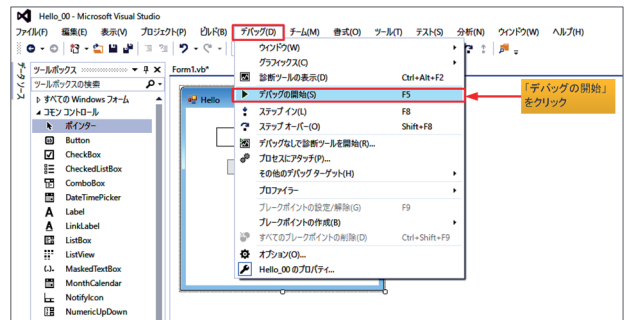 Hello_00 - Microsoft Visual Studio
ファイル(F) 編集(E) 表示(V) プロジェクト(P) ビルド(B) デバッグ(D) チーム(M) 書式(O) ツール(T) テスト(S) 分析(N) ウィンドウ(W) ヘルプ(H)
データソース
ツールボックス
ツールボックスの検索
すべての Windows フォーム
コモン コントロール
ポインター
Button
CheckBox
CheckedListBox
ComboBox
DateTimePicker
Label
LinkLabel
ListBox
ListView
MaskedTextBox
MonthCalendar
NotifyIcon
NumericUpDown
Form1.vb*
Hello
ウィンドウ(W)
グラフィックス(C)
診断ツールの表示(D) Ctrl+Alt+F2
デバッグの開始(S) F5
ステップ イン(L) F8
ステップ オーバー(O) Shift+F8
デバッグなしで診断ツールを開始(R)...
プロセスにアタッチ(P)...
その他のデバッグ ターゲット(H)
プロファイラー
ブレークポイントの設定/解除(G) F9
ブレークポイントの作成(B)
すべてのブレークポイントの削除(D) Ctrl+Shift+F9
オプション(O)...
Hello_00 のプロパティ...
「デバッグの開始」
をクリック